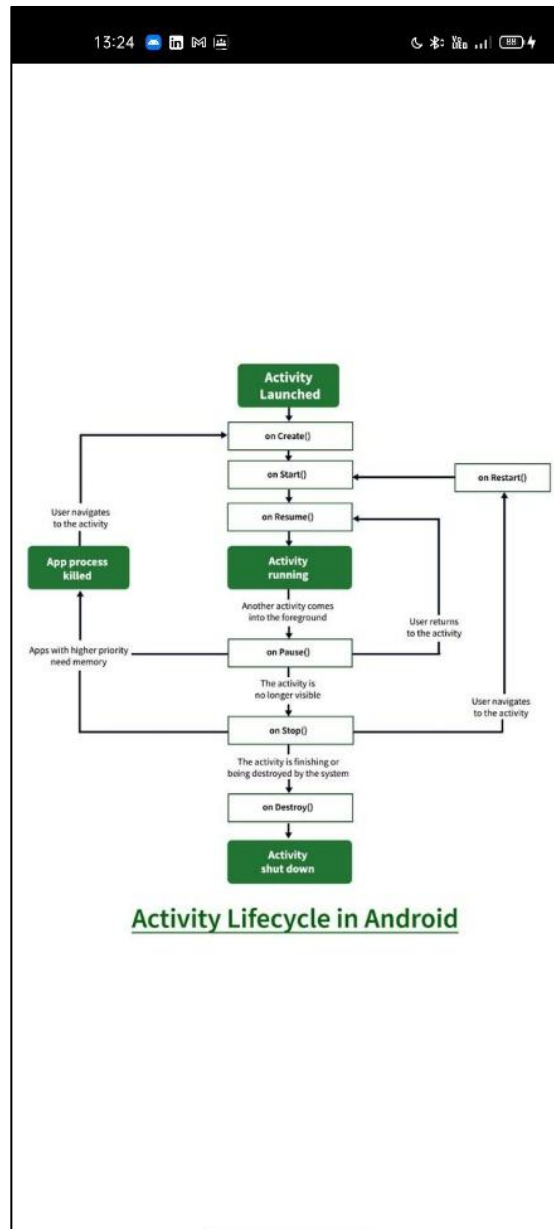 13:24
88
Activity
Launched
on Create()
on Start()
on Restart()
User navigates
to the activity
on Resume()
App process
killed
Activity
running
Another activity comes
into the foreground
User returns
to the activity
Apps with higher priority
need memory
on Pause()
The activity is
no longer visible
User navigates
to the activity
on Stop()
The activity is finishing or
being destroyed by the system
on Destroy()
Activity
shut down
Activity Lifecycle in Android